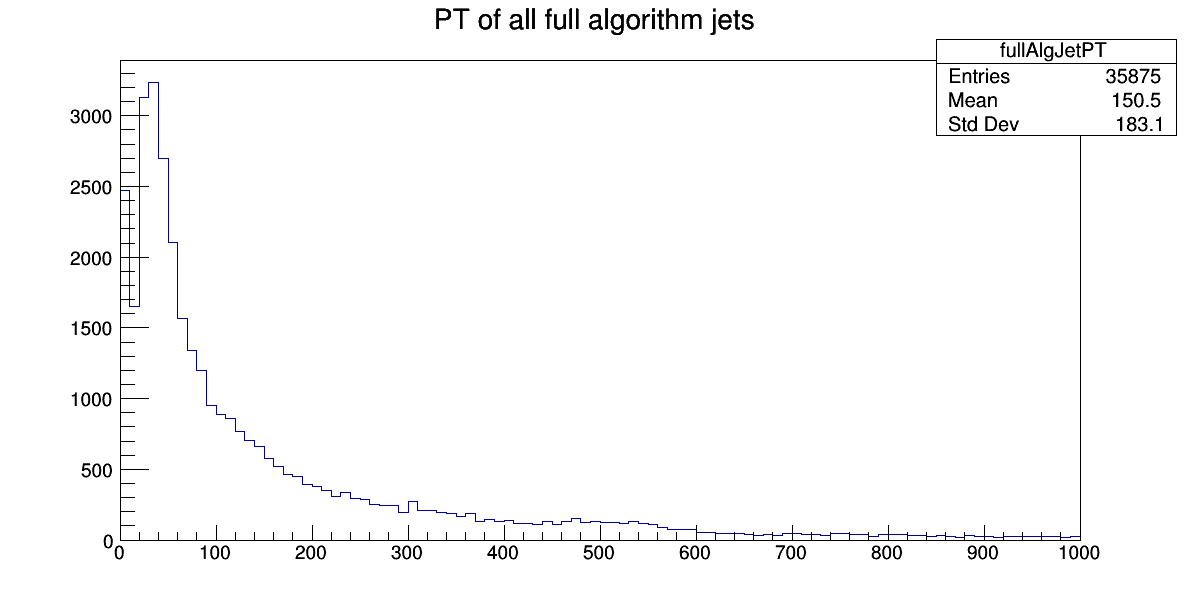 PT of all full algorithm jets
fullAlgJetPT
Entries 35875
Mean 150.5
Std Dev 183.1
3000
2500
2000
1500
1000
500
0
0 100 200 300 400 500 600 700 800 900 1000